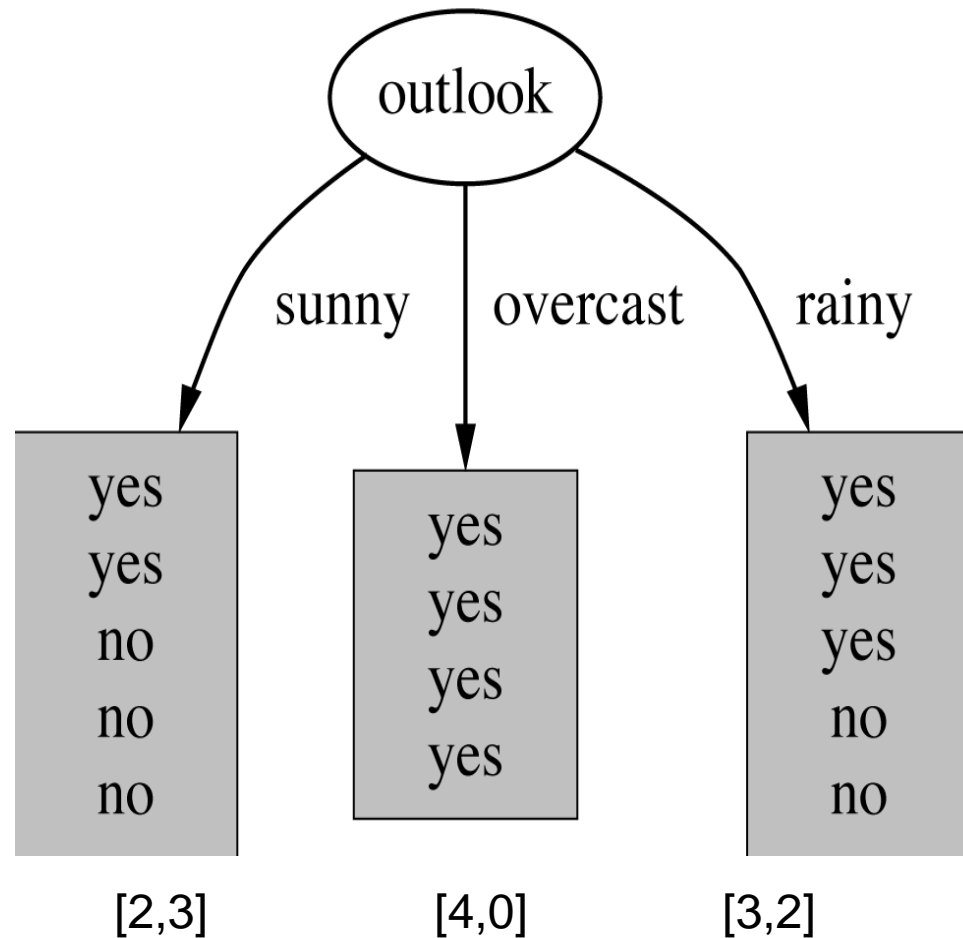 outlook
sunny overcast rainy
yes
yes
no
no
no
yes
yes
yes
yes
yes
yes
yes
no
no
[2,3] [4,0] [3,2]